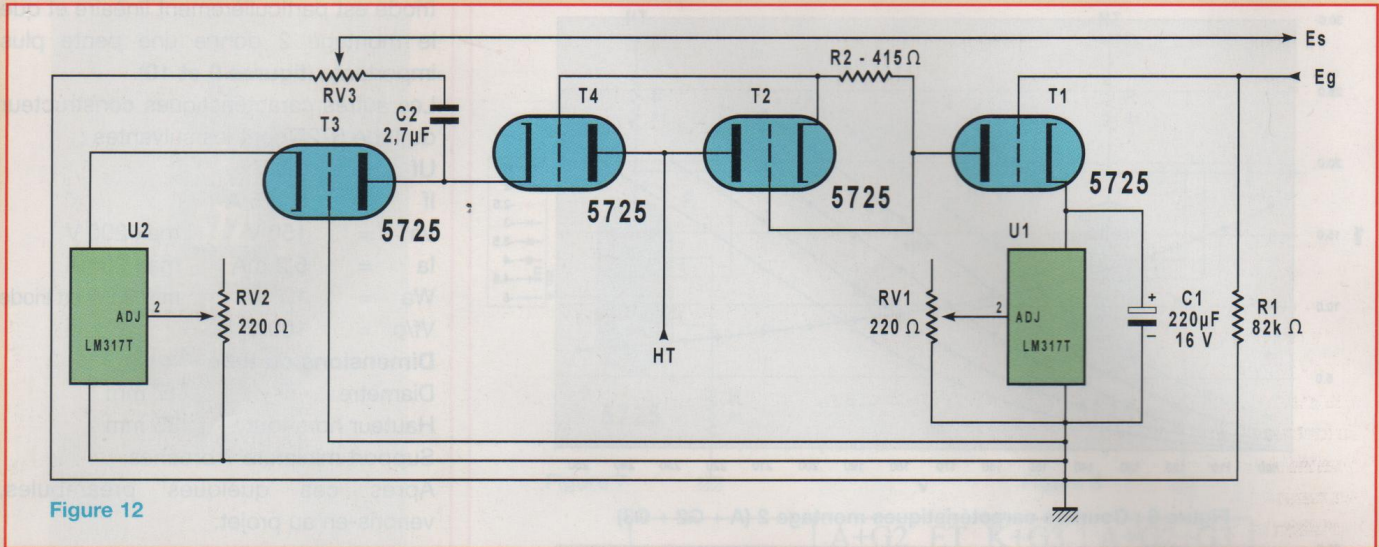 Es
R2 - 415 Ω
Eg
RV3
T4
T2
T1
T3
C2
2,7µF
5725
5725
5725
5725
U2
U1
RV2
220 Ω
ADJ
2
LM317T
HT
RV1
220 Ω
2
ADJ
LM317T
+
C1
220µF
16 V
−
R1
82k Ω
Figure 12